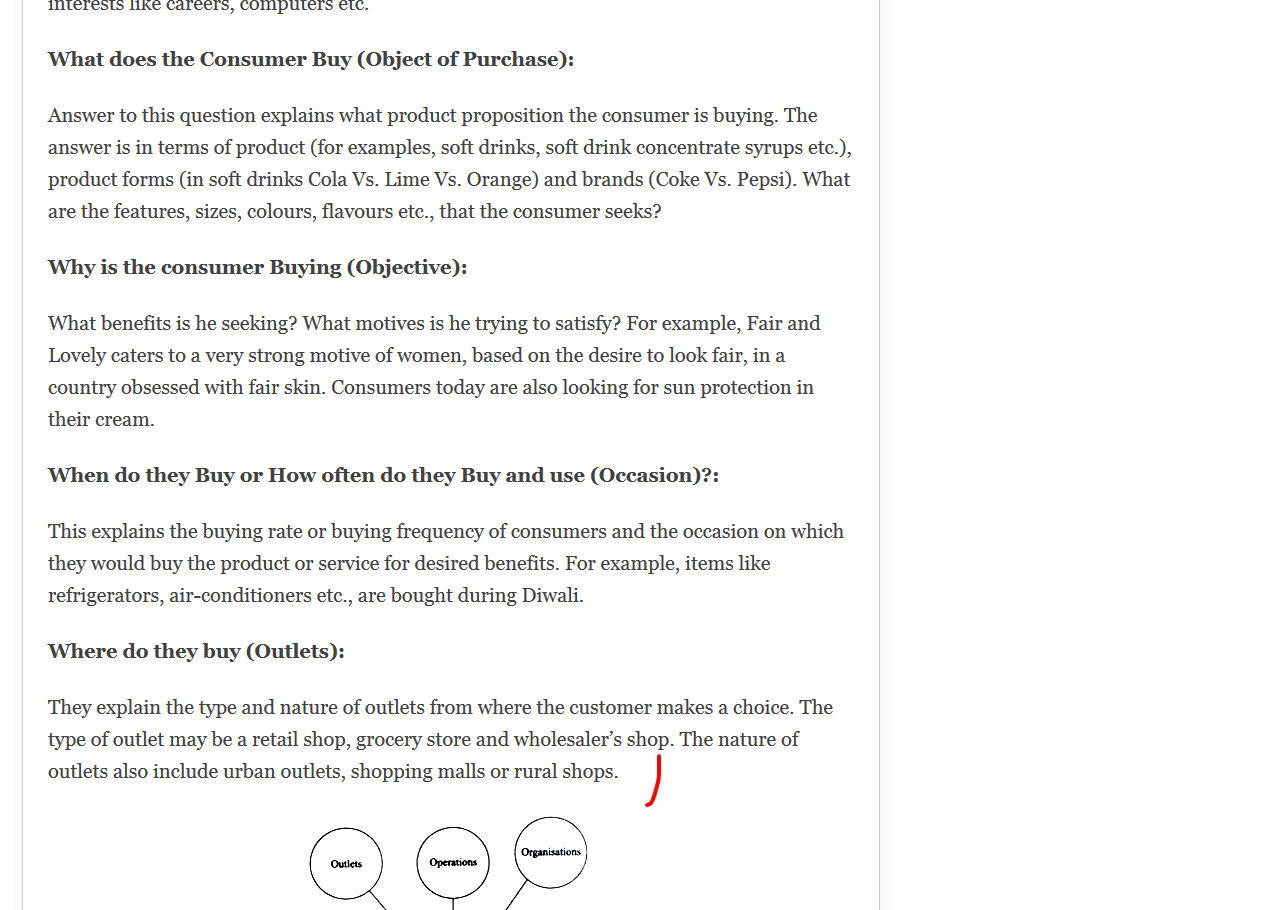 interests like careers, computers etc.
What does the Consumer Buy (Object of Purchase):
Answer to this question explains what product proposition the consumer is buying. The
answer is in terms of product (for examples, soft drinks, soft drink concentrate syrups etc.),
product forms (in soft drinks Cola Vs. Lime Vs. Orange) and brands (Coke Vs. Pepsi). What
are the features, sizes, colours, flavours etc., that the consumer seeks?
Why is the consumer Buying (Objective):
What benefits is he seeking? What motives is he trying to satisfy? For example, Fair and
Lovely caters to a very strong motive of women, based on the desire to look fair, in a
country obsessed with fair skin. Consumers today are also looking for sun protection in
their cream.
When do they Buy or How often do they Buy and use (Occasion)?:
This explains the buying rate or buying frequency of consumers and the occasion on which
they would buy the product or service for desired benefits. For example, items like
refrigerators, air-conditioners etc., are bought during Diwali.
Where do they buy (Outlets):
They explain the type and nature of outlets from where the customer makes a choice. The
type of outlet may be a retail shop, grocery store and wholesaler’s shop. The nature of
outlets also include urban outlets, shopping malls or rural shops.
Outlets Operations Organisations